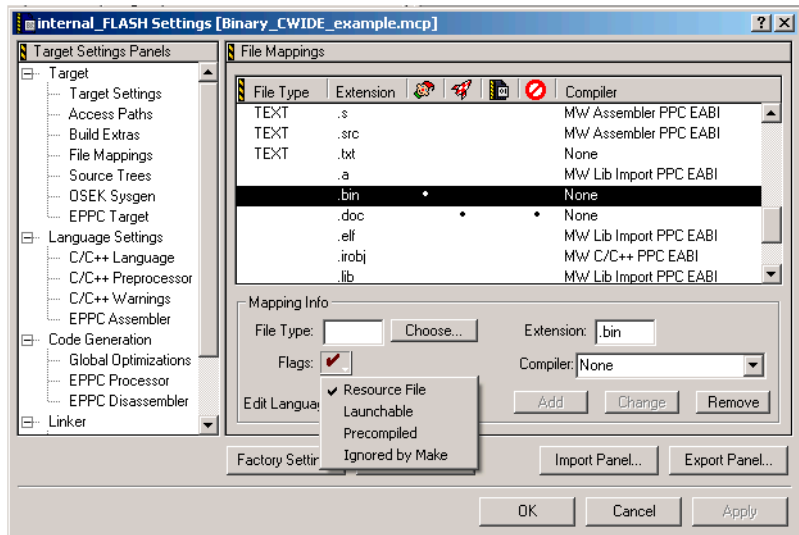 internal_FLASH Settings [Binary_CWIDE_example.mcp]
Target Settings Panels
Target
Target Settings
Access Paths
Build Extras
File Mappings
Source Trees
OSEK Sysgen
EPPC Target
Language Settings
C/C++ Language
C/C++ Preprocessor
C/C++ Warnings
EPPC Assembler
Code Generation
Global Optimizations
EPPC Processor
EPPC Disassembler
Linker
File Mappings
File Type Extension Compiler
TEXT .s MW Assembler PPC EABI
TEXT .src MW Assembler PPC EABI
TEXT .txt None
.a MW Lib Import PPC EABI
.bin • None
.doc • • None
.elf MW Lib Import PPC EABI
.irobj MW C/C++ PPC EABI
.lib MW Lib Import PPC EABI
Mapping Info
File Type: Choose... Extension: .bin
Flags: Compiler: None
Resource File
Launchable
Precompiled
Ignored by Make
Edit Add Change Remove
Factory Import Panel... Export Panel...
OK Cancel Apply